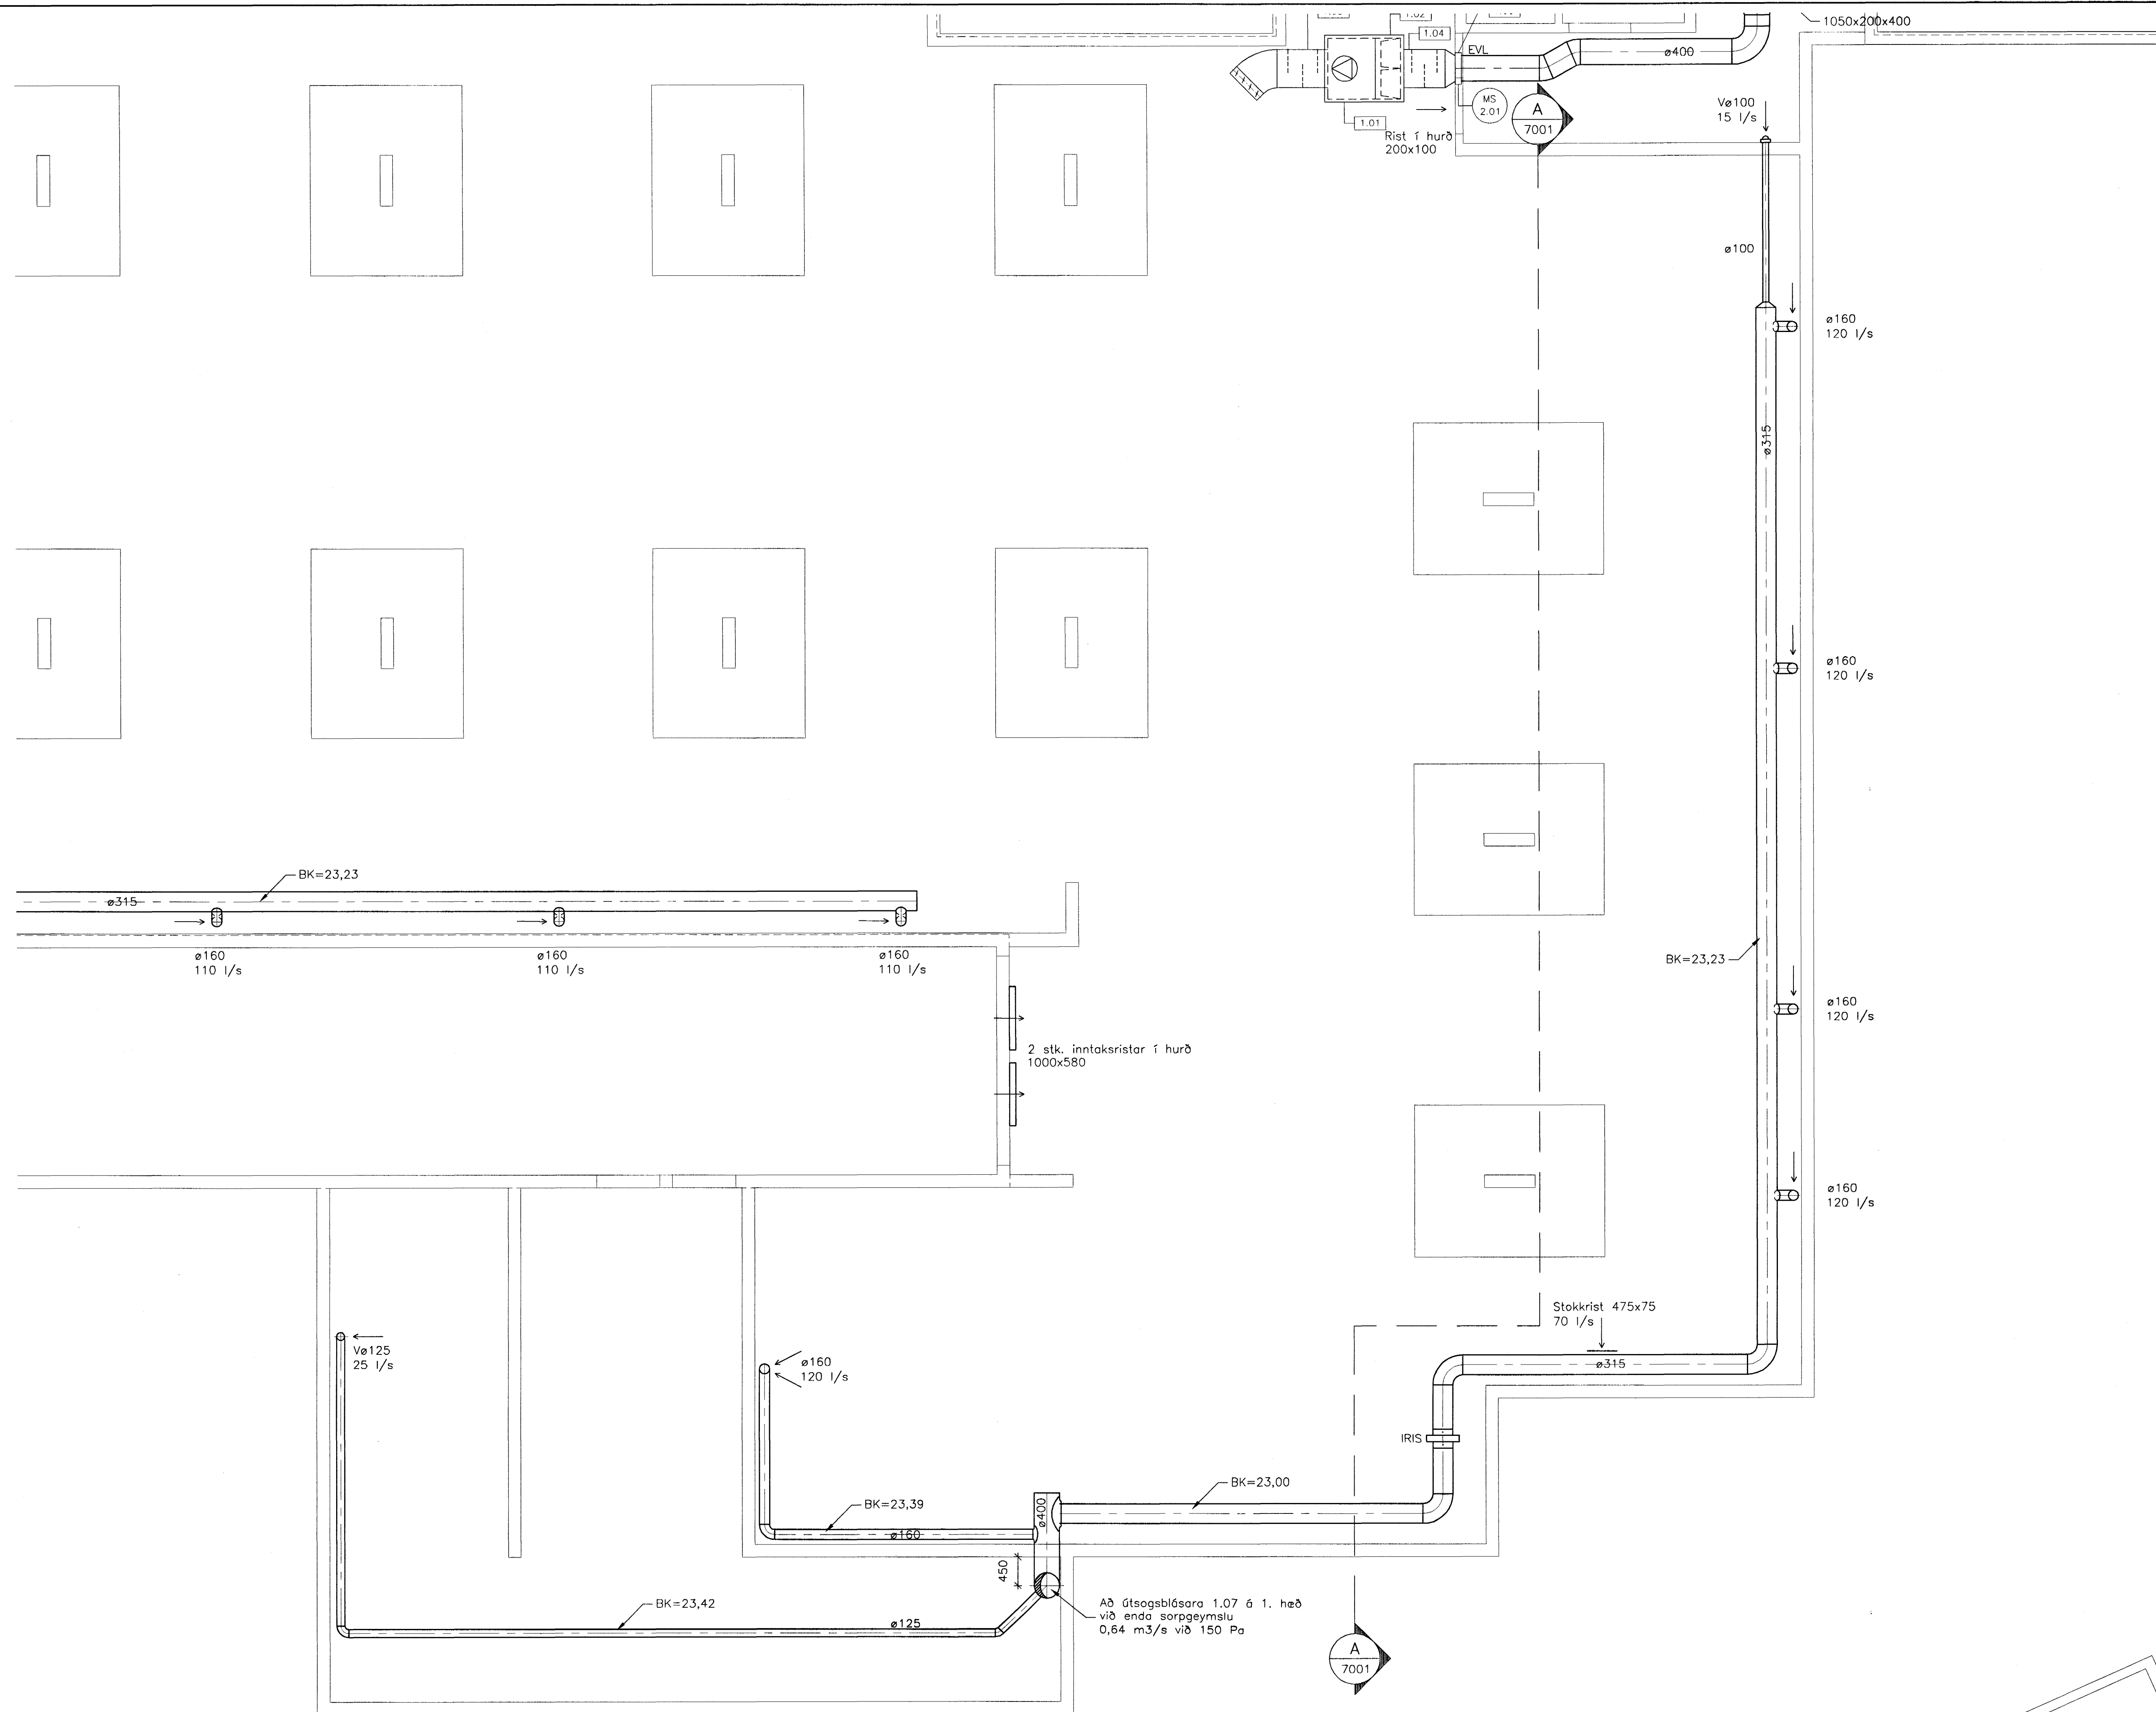 1.02
1.04
EVL
ø400
1050x200x400
MS
2.01
A
7001
1.01
Rist í hurð
200x100
Vø100
15 l/s
ø100
ø160
120 l/s
ø315
ø160
120 l/s
BK=23,23
ø315
ø160
110 l/s
ø160
110 l/s
ø160
110 l/s
BK=23,23
ø160
120 l/s
2 stk. inntaksristar í hurð
1000x580
ø160
120 l/s
Stokkrist 475x75
70 l/s
ø315
Vø125
25 l/s
ø160
120 l/s
IRIS
BK=23,00
BK=23,39
ø160
ø400
450
BK=23,42
ø125
Að útsogsblásara 1.07 á 1. hæð
við enda sorpgeymslu
0,64 m3/s við 150 Pa
A
7001